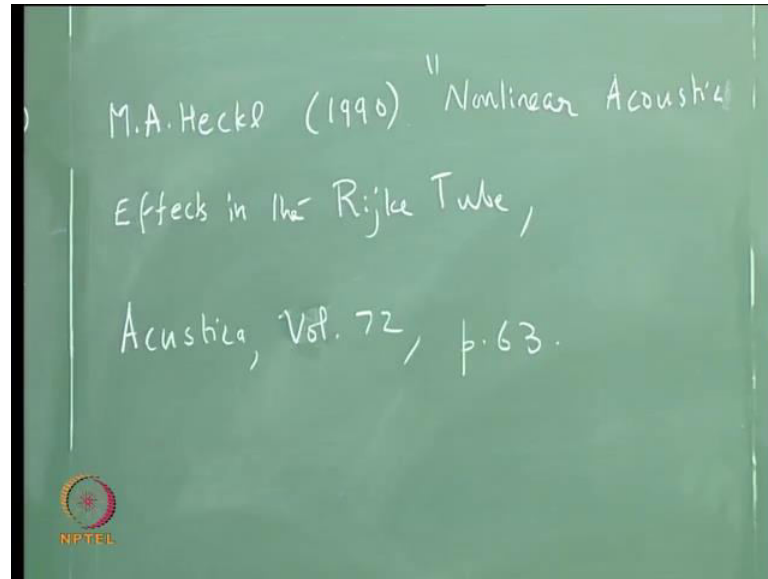 M.A. Heckl (1990) "Nonlinear Acoustic
Effects in the Rijke Tube,
Acustica, Vol. 72, p. 63.
NPTEL